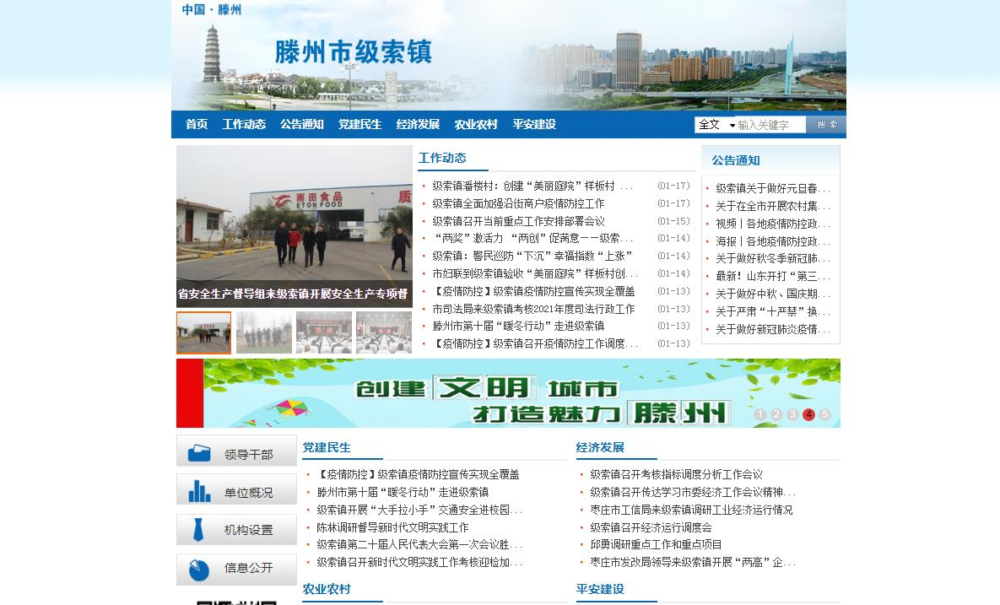 中国·滕州
滕州市级索镇
首页 工作动态 公告通知 党建民生 经济发展 农业农村 平安建设 全文 输入关键字 搜 索
雨田食品
ETON FOOD
质
省安全生产督导组来级索镇开展安全生产专项督
工作动态
级索镇潘楼村：创建“美丽庭院”样板村 ... (01-17)
级索镇全面加强沿街商户疫情防控工作 (01-17)
级索镇召开当前重点工作安排部署会议 (01-15)
“两奖”激活力 “两创”促满意——级索... (01-14)
级索镇：警民巡防“下沉”幸福指数“上涨” (01-14)
市妇联到级索镇验收“美丽庭院”样板村创... (01-14)
【疫情防控】级索镇疫情防控宣传实现全覆盖 (01-13)
市司法局来级索镇考核2021年度司法行政工作 (01-13)
滕州市第十届“暖冬行动”走进级索镇 (01-13)
【疫情防控】级索镇召开疫情防控工作调度... (01-13)
公告通知
级索镇关于做好元旦春...
关于在全市开展农村集...
视频丨各地疫情防控政...
海报丨各地疫情防控政...
关于做好秋冬季新冠肺...
最新！山东开打“第三...
关于做好中秋、国庆期...
关于严肃“十严禁”换...
关于做好新冠肺炎疫情...
创建文明城市
打造魅力滕州
1 2 3 4 5
领导干部
单位概况
机构设置
信息公开
党建民生
【疫情防控】级索镇疫情防控宣传实现全覆盖
滕州市第十届“暖冬行动”走进级索镇
级索镇开展“大手拉小手”交通安全进校园...
陈林调研督导新时代文明实践工作
级索镇第二十届人民代表大会第一次会议胜...
级索镇召开新时代文明实践工作考核迎检加...
经济发展
级索镇召开考核指标调度分析工作会议
级索镇召开传达学习市委经济工作会议精神...
枣庄市工信局来级索镇调研工业经济运行情况
级索镇召开经济运行调度会
邱勇调研重点工作和重点项目
枣庄市发改局领导来级索镇开展“两高”企...
农业农村
平安建设